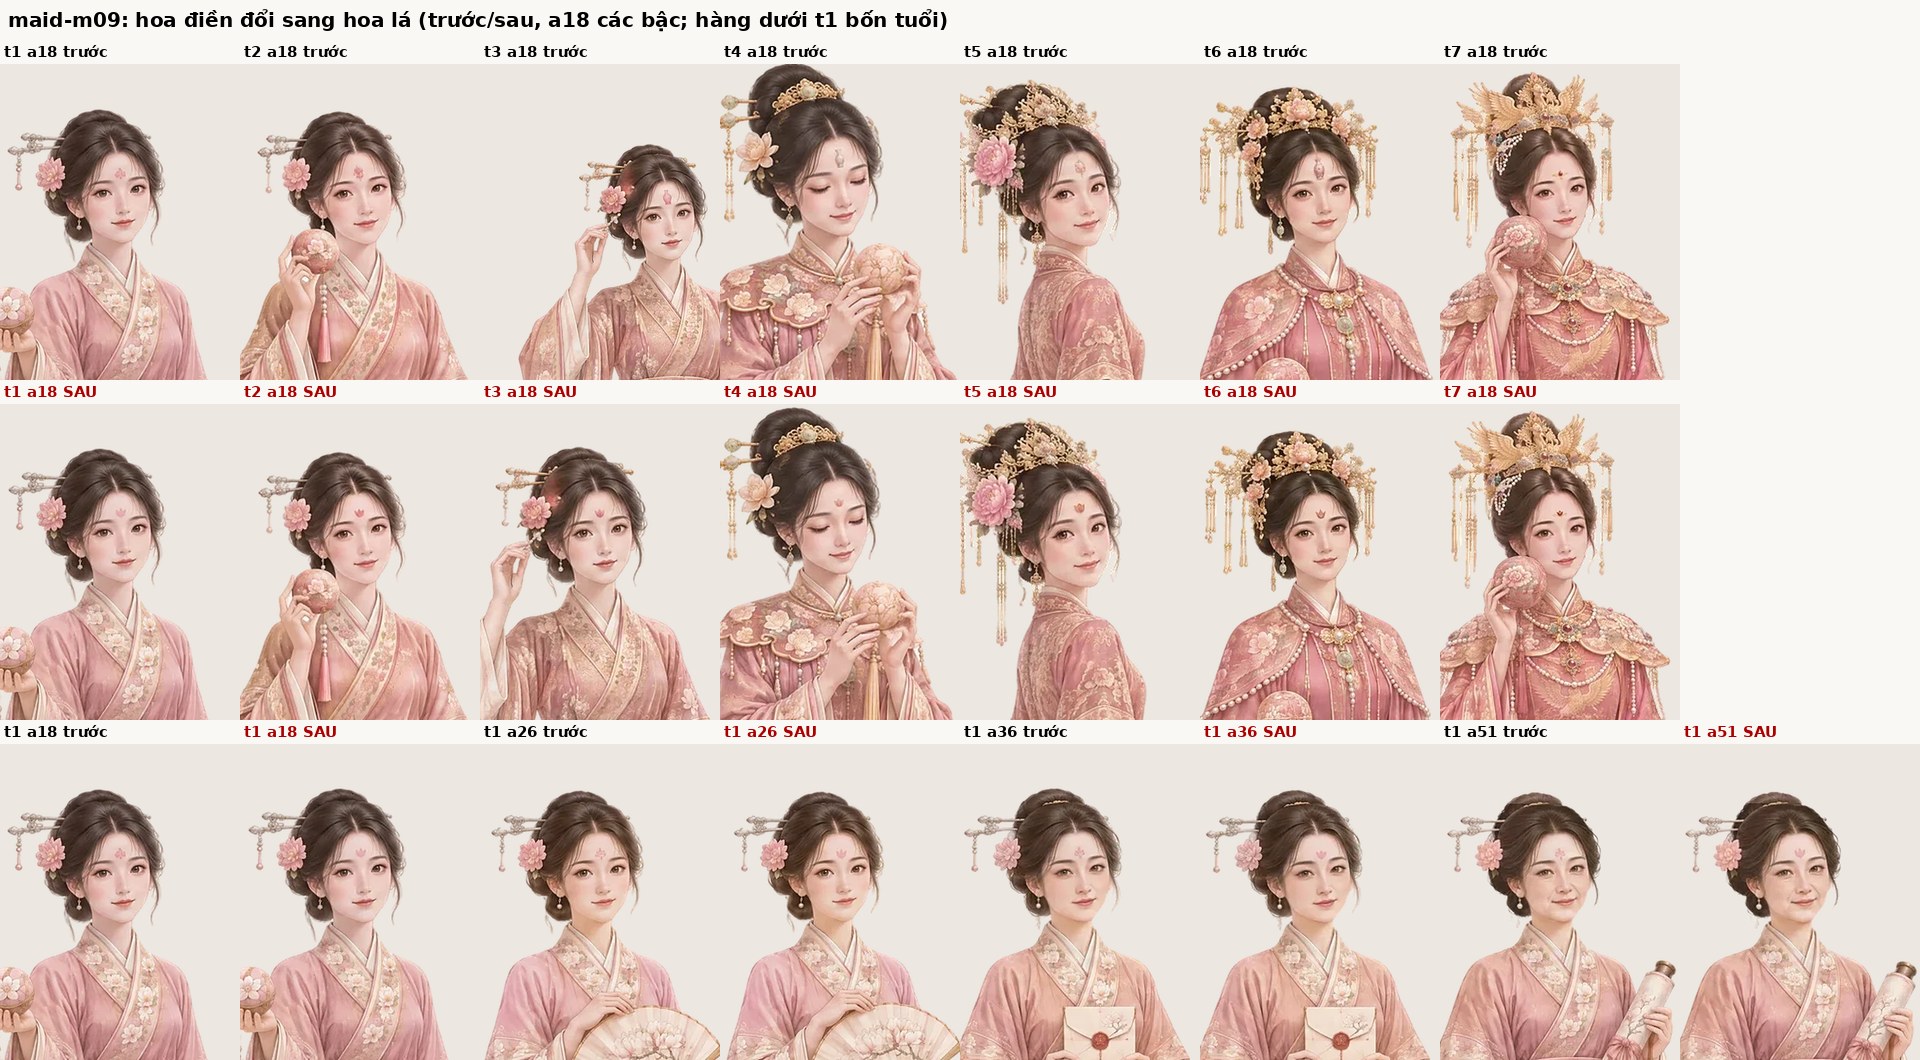 maid-m09: hoa điền đổi sang hoa lá (trước/sau, a18 các bậc; hàng dưới t1 bốn tuổi)
t1 a18 trước
t2 a18 trước
t3 a18 trước
t4 a18 trước
t5 a18 trước
t6 a18 trước
t7 a18 trước
t1 a18 SAU
t2 a18 SAU
t3 a18 SAU
t4 a18 SAU
t5 a18 SAU
t6 a18 SAU
t7 a18 SAU
t1 a18 trước
t1 a18 SAU
t1 a26 trước
t1 a26 SAU
t1 a36 trước
t1 a36 SAU
t1 a51 trước
t1 a51 SAU